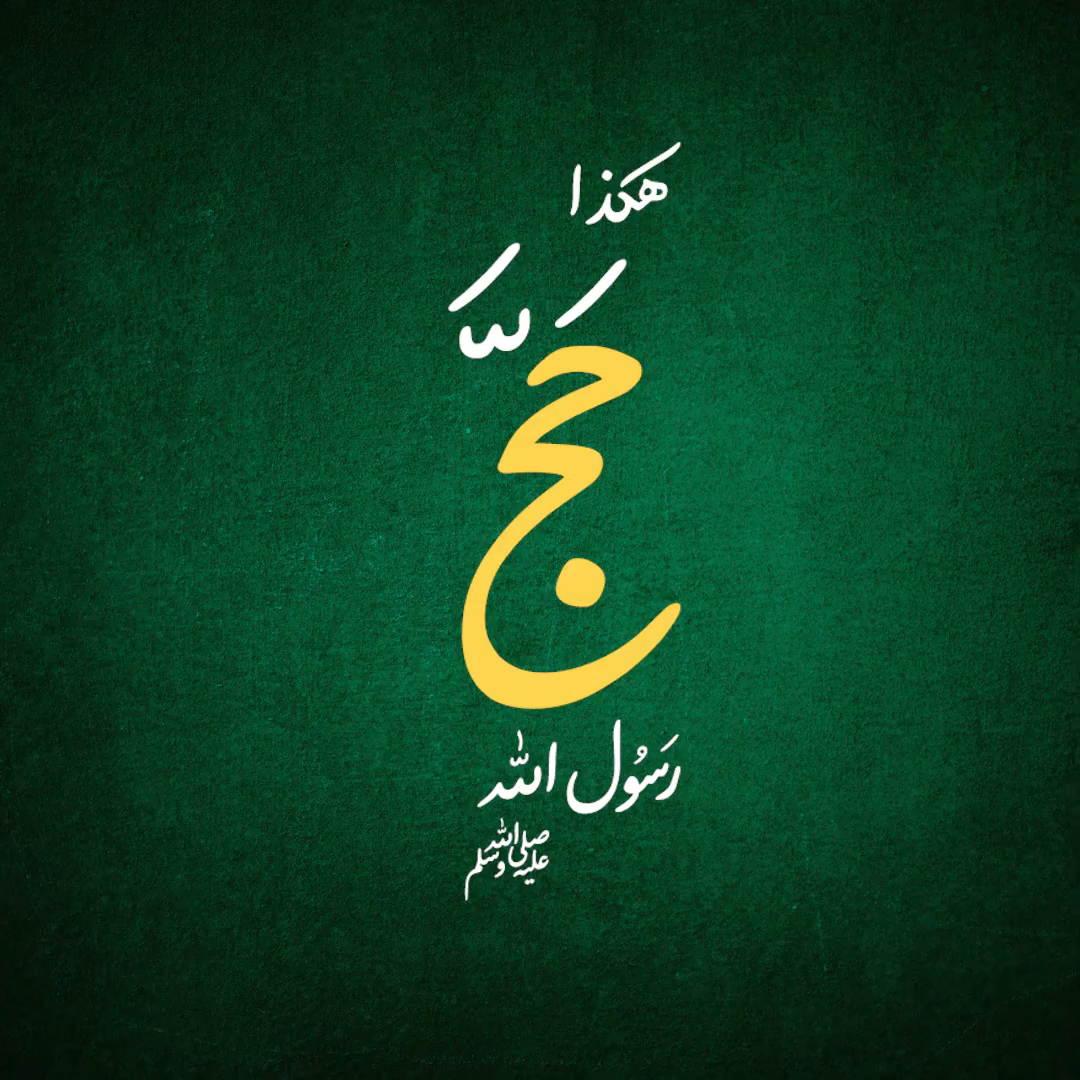 هكذا
حَجَّ
رَسُول الله
صلى الله عليه وسلم